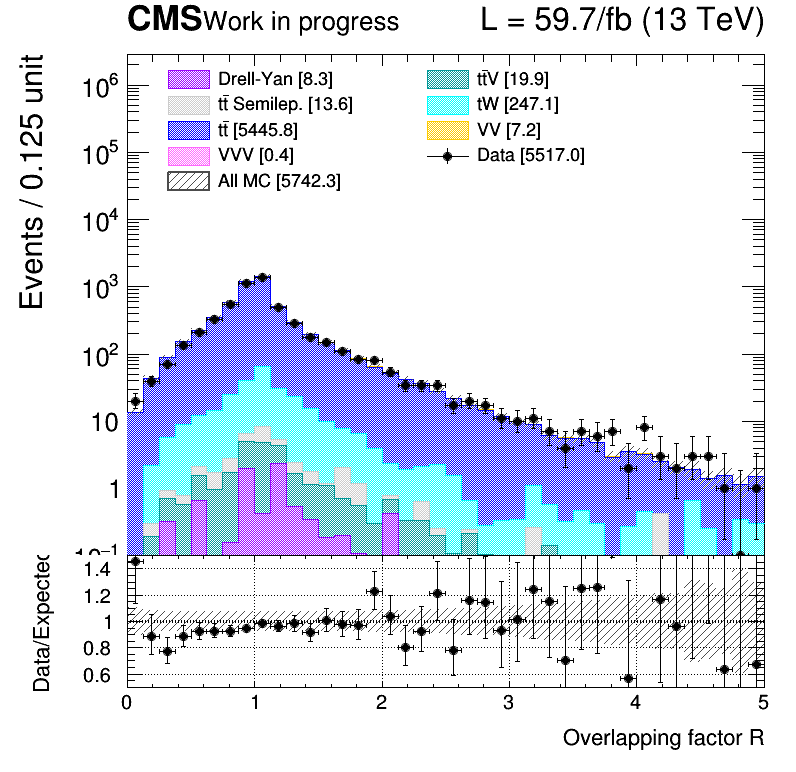 CMS Work in progress L = 59.7/fb (13 TeV)
Events / 0.125 unit
Drell-Yan [8.3]
tt̄ Semilep. [13.6]
tt̄ [5445.8]
VVV [0.4]
All MC [5742.3]
tt̄V [19.9]
tW [247.1]
VV [7.2]
Data [5517.0]
10⁶
10⁵
10⁴
10³
10²
10
1
10⁻¹
Data/Expected
1.4
1.2
1
0.8
0.6
0 1 2 3 4 5
Overlapping factor R